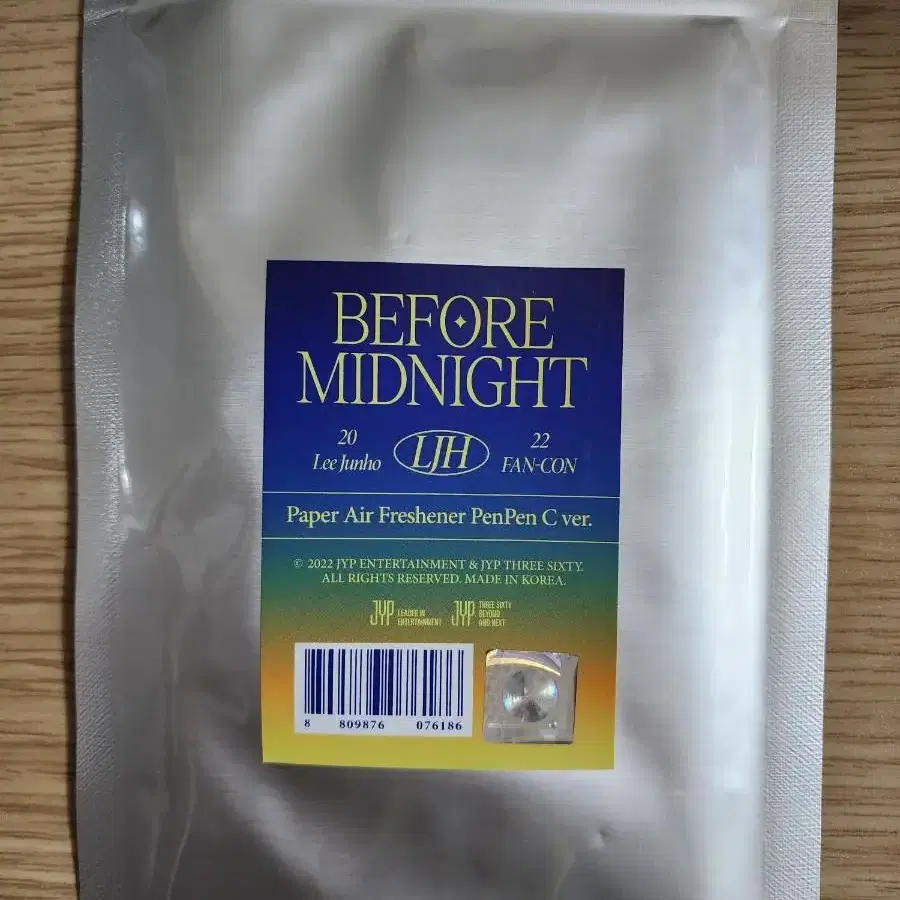 BEFORE
MIDNIGHT
20 Lee Junho
LJH
22 FAN-CON
Paper Air Freshener PenPen C ver.
© 2022 JYP ENTERTAINMENT & JYP THREE SIXTY.
ALL RIGHTS RESERVED. MADE IN KOREA.
JYP LEADER IN ENTERTAINMENT
JYP THREE SIXTY BEYOND AND NEXT
8 809876 076186